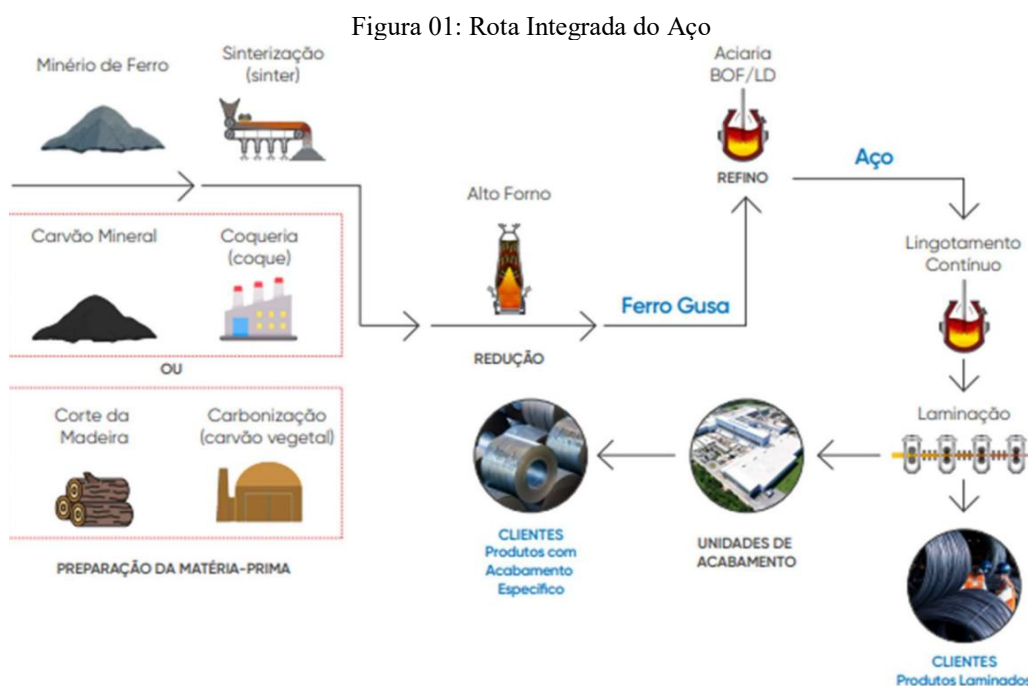 Figura 01: Rota Integrada do Aço
Minério de Ferro
Sinterização
(sinter)
Carvão Mineral
Coqueria
(coque)
OU
Corte da
Madeira
Carbonização
(carvão vegetal)
PREPARAÇÃO DA MATÉRIA-PRIMA
Alto Forno
REDUÇÃO
Ferro Gusa
Aciaria
BOF/LD
REFINO
Aço
Lingotamento
Contínuo
Laminação
UNIDADES DE
ACABAMENTO
CLIENTES
Produtos com
Acabamento
Específico
CLIENTES
Produtos Laminados